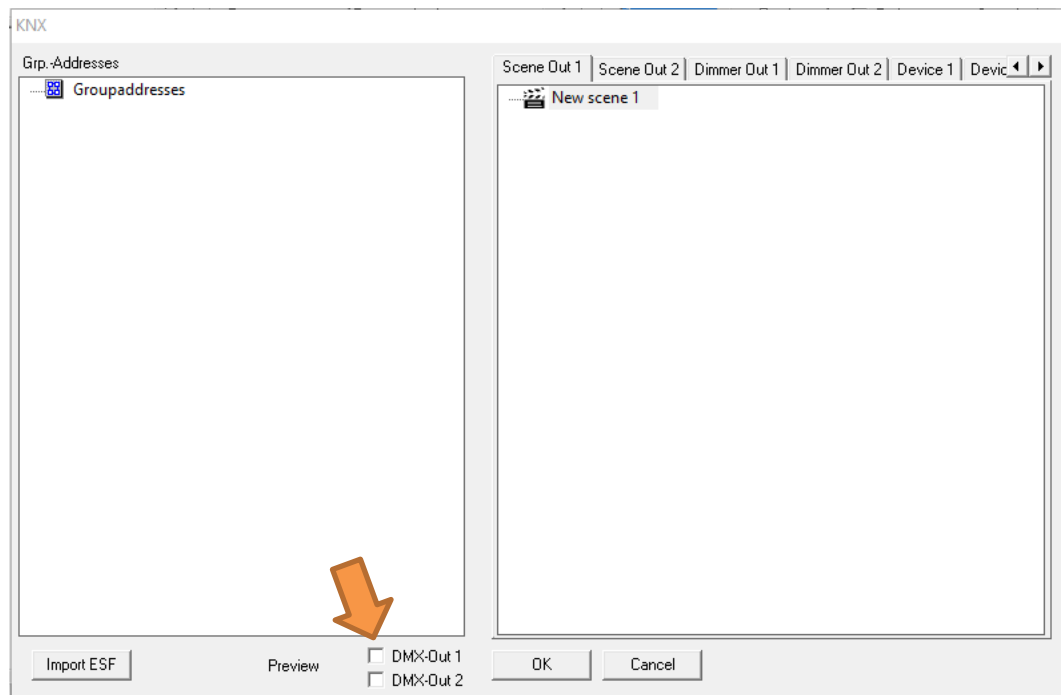 KNX
Grp.-Addresses
Groupaddresses
Scene Out 1 Scene Out 2 Dimmer Out 1 Dimmer Out 2 Device 1 Devic
New scene 1
Import ESF
Preview
DMX-Out 1
DMX-Out 2
OK
Cancel